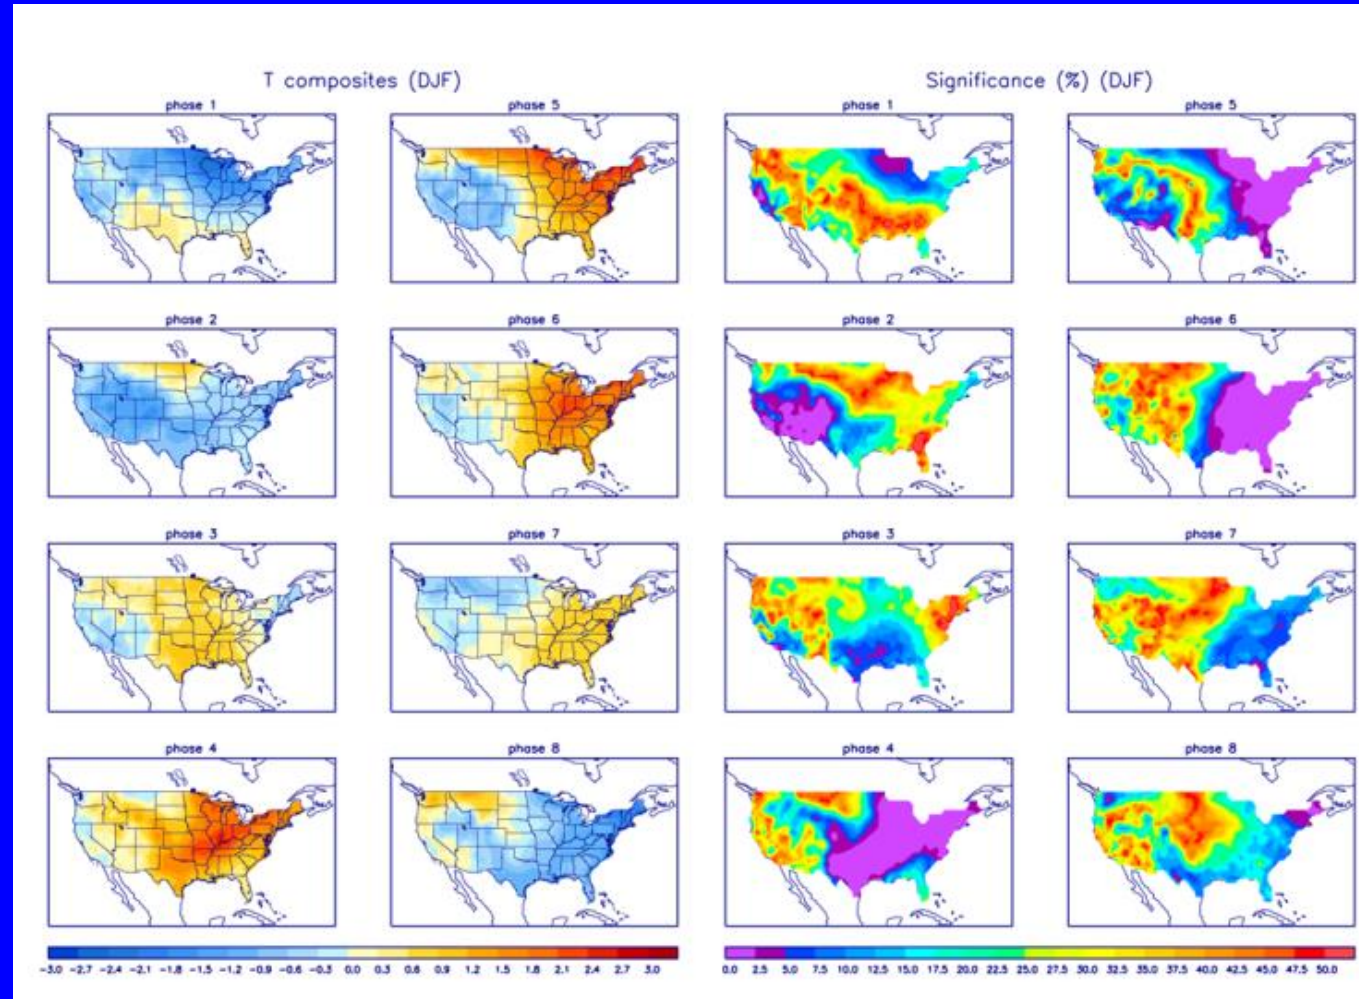 T composites (DJF)
Significance (%) (DJF)
phase 1
phase 5
phase 1
phase 5
phase 2
phase 6
phase 2
phase 6
phase 3
phase 7
phase 3
phase 7
phase 4
phase 8
phase 4
phase 8
-3.0 -2.7 -2.4 -2.1 -1.8 -1.5 -1.2 -0.9 -0.6 -0.3 0.0 0.3 0.6 0.9 1.2 1.5 1.8 2.1 2.4 2.7 3.0
0.0 2.5 5.0 7.5 10.0 12.5 15.0 17.5 20.0 22.5 25.0 27.5 30.0 32.5 35.0 37.5 40.0 42.5 45.0 47.5 50.0